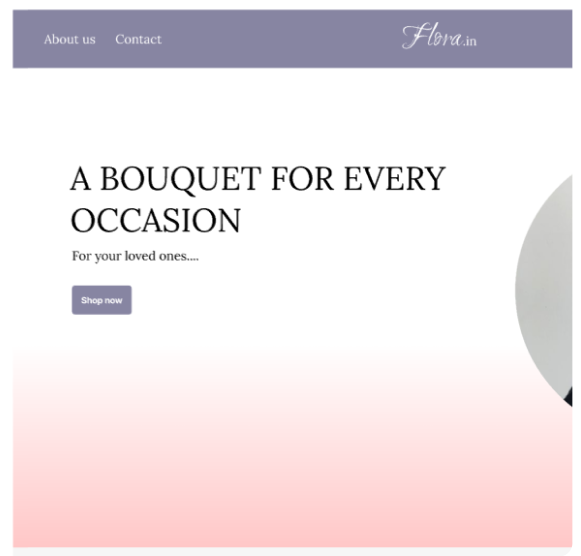 About us Contact Flora.in
A BOUQUET FOR EVERY
OCCASION
For your loved ones....
Shop now